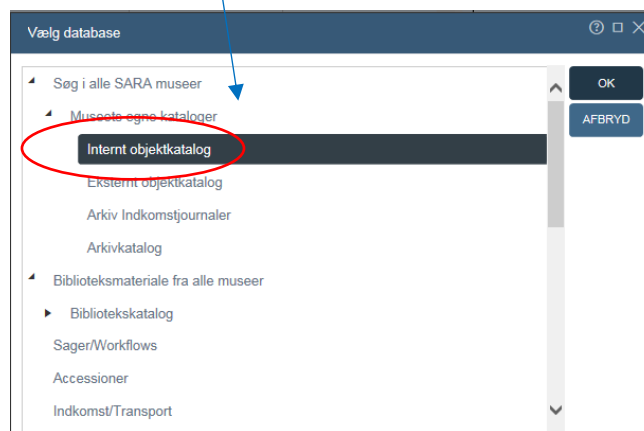 Vælg database
Søg i alle SARA museer
OK
Museets egne kataloger
AFBRYD
Internt objektkatalog
Eksternt objektkatalog
Arkiv Indkomstjournaler
Arkivkatalog
Biblioteksmateriale fra alle museer
Bibliotekskatalog
Sager/Workflows
Accessioner
Indkomst/Transport